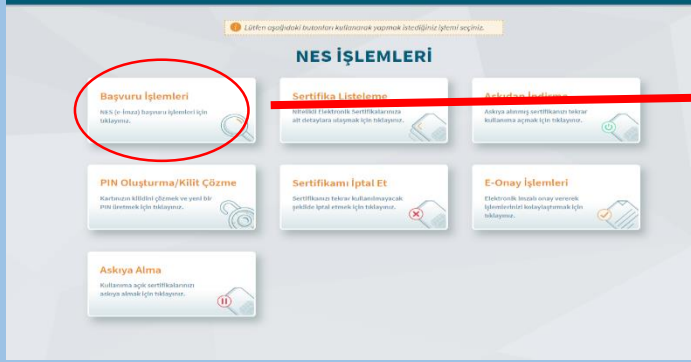 Lütfen aşağıdaki butonları kullanarak yapmak istediğiniz işlemi seçiniz.
NES İŞLEMLERİ
Başvuru İşlemleri
NES (e-İmza) başvuru işlemleri için
tıklayınız.
Sertifika Listeleme
Nitelikli Elektronik Sertifikalarınıza
ait detaylara ulaşmak için tıklayınız.
Askıdan İndirme
Askıya alınmış sertifikanızı tekrar
kullanıma açmak için tıklayınız.
PIN Oluşturma/Kilit Çözme
Kartınızın kilidini çözmek ve yeni bir
PIN üretmek için tıklayınız.
Sertifikamı İptal Et
Sertifikanızı tekrar kullanılmayacak
şekilde iptal etmek için tıklayınız.
E-Onay İşlemleri
Elektronik imzalı onay vererek
işlemlerinizi kolaylaştırmak için
tıklayınız.
Askıya Alma
Kullanıma açık sertifikalarınızı
askıya almak için tıklayınız.